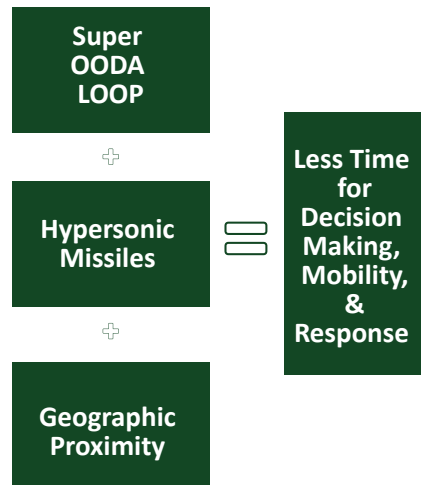 Super
OODA
LOOP
+
Hypersonic
Missiles
+
Geographic
Proximity
=
Less Time
for
Decision
Making,
Mobility,
&
Response